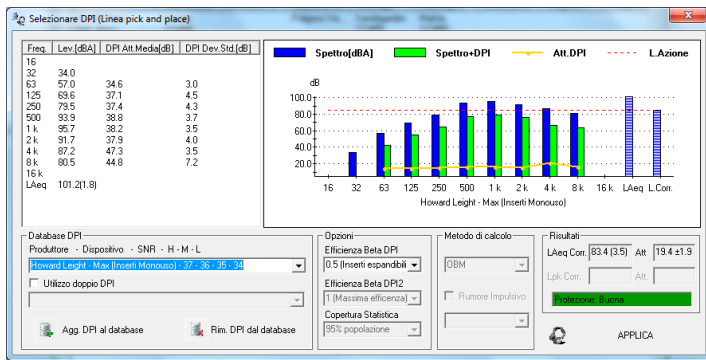 Selezionare DPI (Linea pick and place)
Freq. Lev.[dBA] DPI Att.Media[dB] DPI Dev.Std.[dB]
16
32 34.0
63 57.0 34.6 3.0
125 69.6 37.1 4.5
250 79.5 37.4 4.3
500 93.9 38.8 3.7
1 k 95.7 38.2 3.5
2 k 91.7 37.9 4.0
4 k 87.2 47.3 3.5
8 k 80.5 44.8 7.2
16 k
LAeq 101.2(1.8)
Spettro[dBA] Spettro+DPI Att.DPI L.Azione
dB
100.0
80.0
60.0
40.0
20.0
16 32 63 125 250 500 1 k 2 k 4 k 8 k 16 k LAeq L.Corr.
Howard Leight - Max (Inserti Monouso)
Database DPI
Produttore - Dispositivo - SNR - H - M - L
Howard Leight - Max (Inserti Monouso) - 37 - 36 - 35 - 34
Utilizzo doppio DPI
Agg. DPI al database Rim. DPI dal database
Opzioni
Efficienza Beta DPI
0.5 (Inserti espandibili
Efficienza Beta DPI2
1 (Massima efficenza)
Copertura Statistica
95% popolazione
Metodo di calcolo
OBM
Rumore Impulsivo
Risultati
LAeq Corr. 83.4 (3.5) Att 19.4 ±1.9
Lpk Corr. Att.
Protezione: Buona
APPLICA